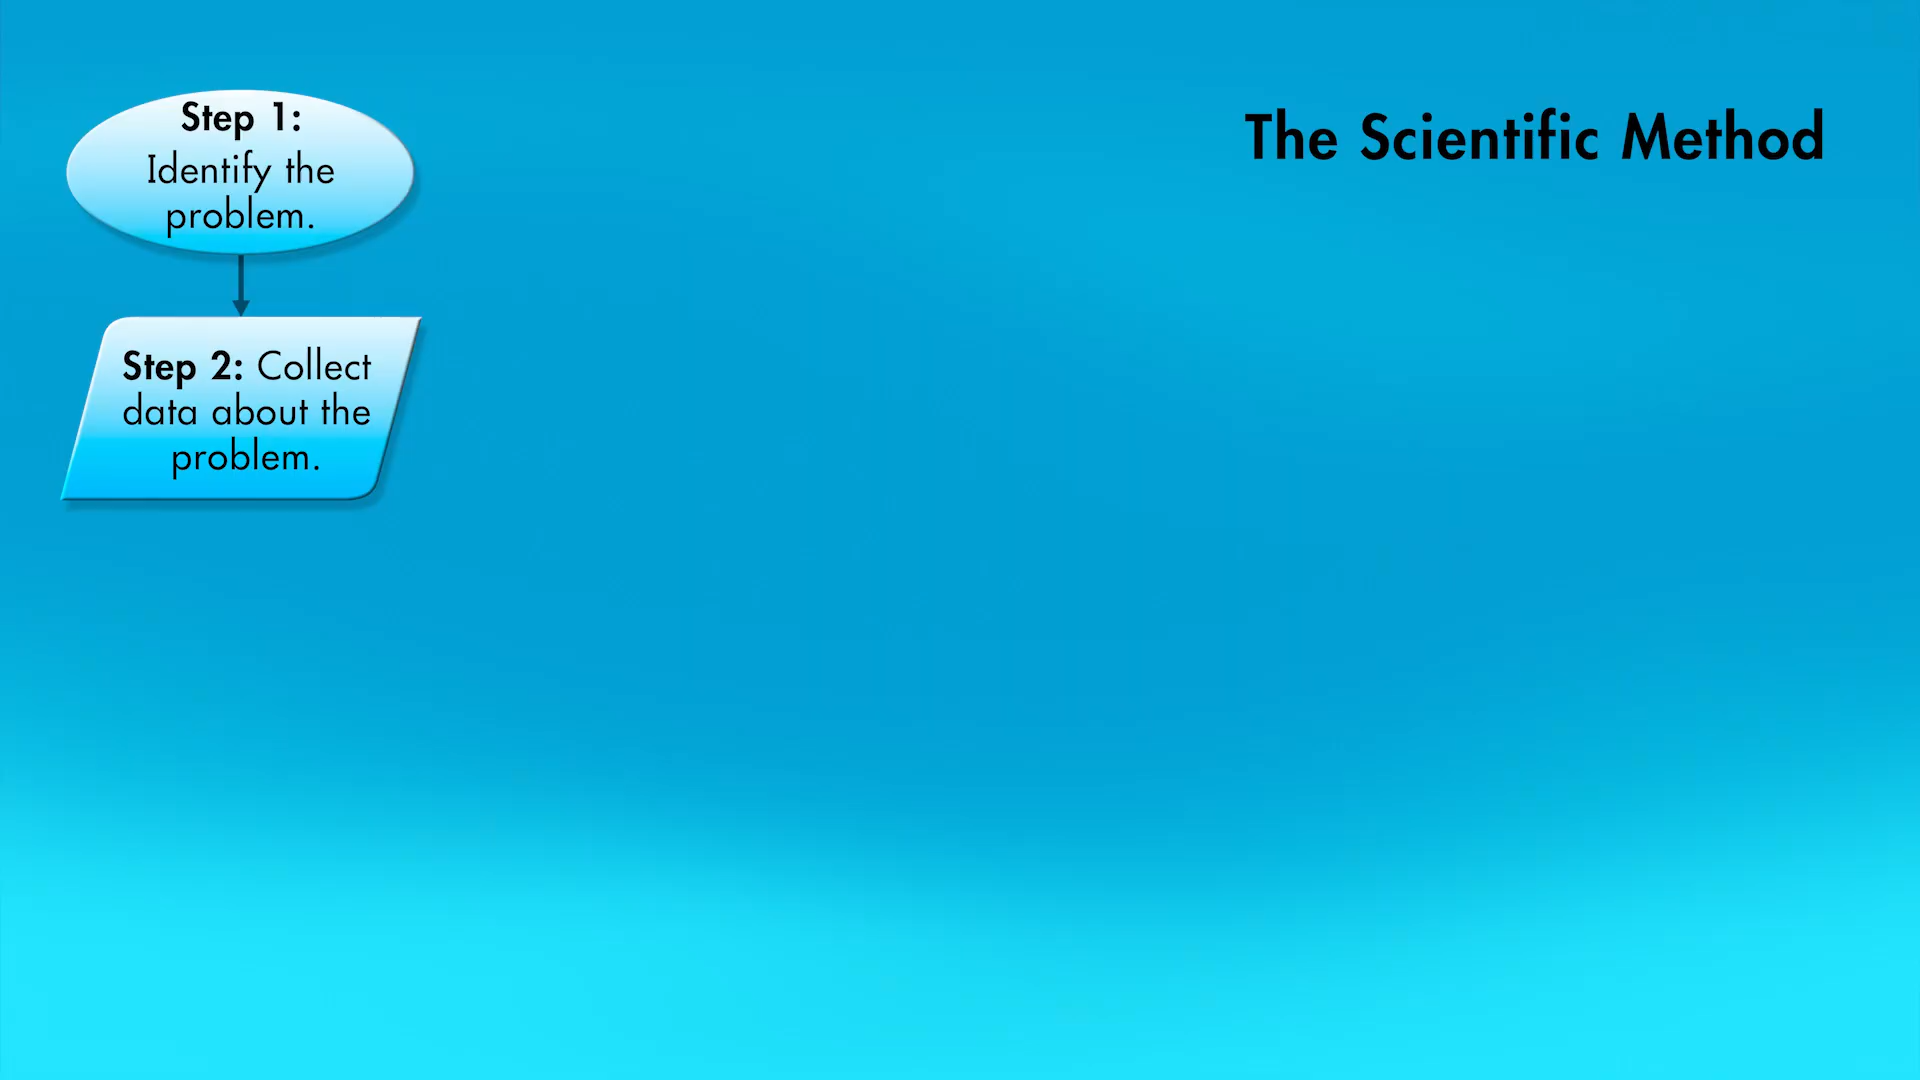 The Scientific Method
Step 1:
Identify the
problem.
Step 2: Collect
data about the
problem.